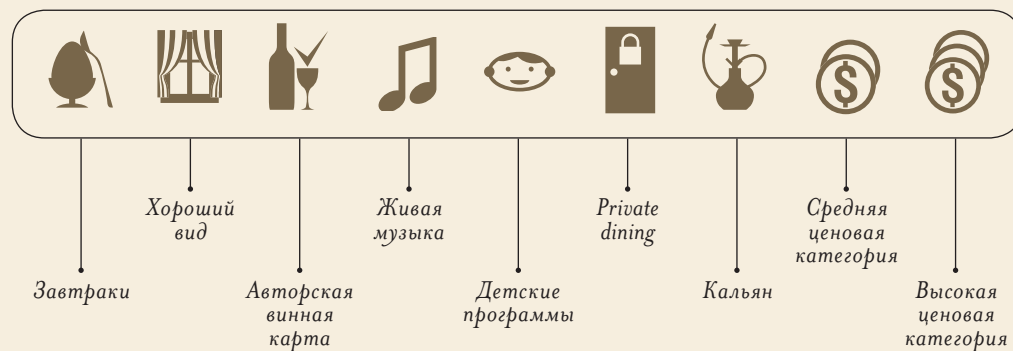 Завтраки
Хороший
вид
Авторская
винная
карта
Живая
музыка
Детские
программы
Private
dining
Кальян
Средняя
ценовая
категория
Высокая
ценовая
категория